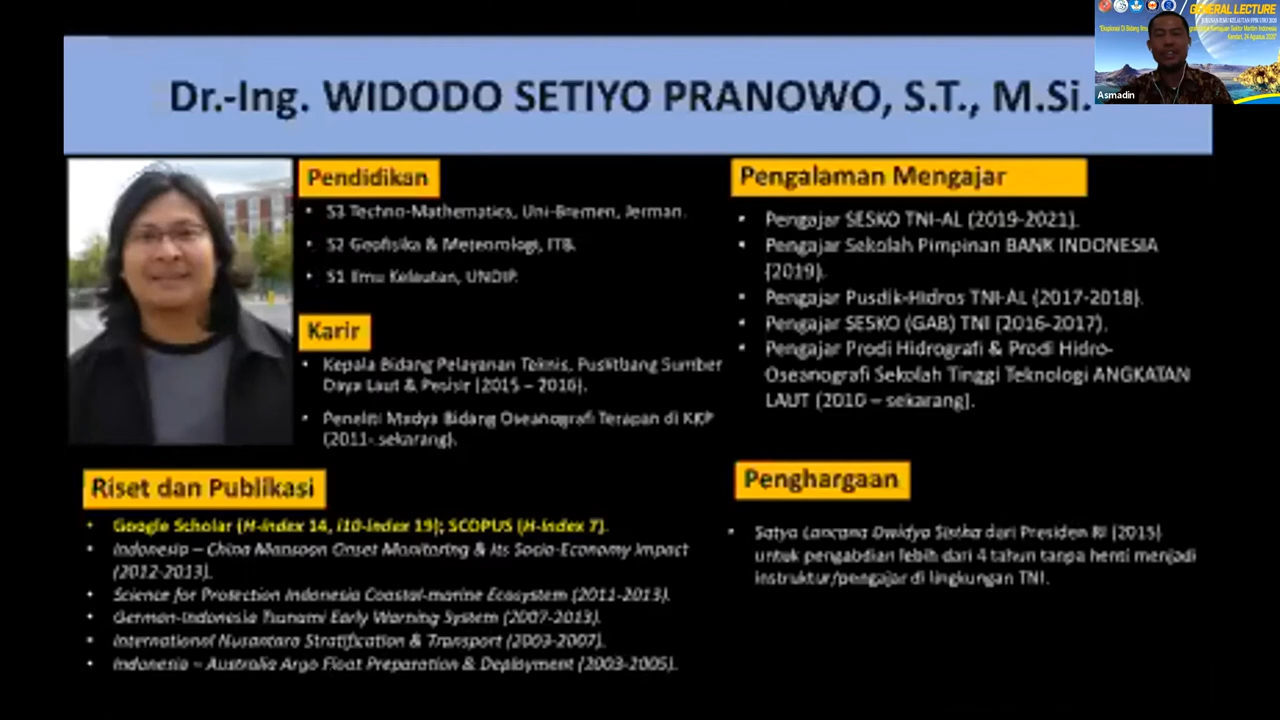 Dr.-Ing. WIDODO SETIYO PRANOWO, S.T., M.Si.
GENERAL LECTURE
Asmadin
Pendidikan
• S3 Techno-Mathematics, Uni-Bremen, Jerman.
• S2 Geofisika & Meteorologi, ITB.
• S1 Ilmu Kelautan, UNDIP.
Karir
• Kepala Bidang Pelayanan Teknis, Puslitbang Sumber
Daya Laut & Pesisir (2015 – 2016).
• Peneliti Madya Bidang Oseanografi Terapan di KKP
(2011- sekarang).
Pengalaman Mengajar
• Pengajar SESKO TNI-AL (2019-2021).
• Pengajar Sekolah Pimpinan BANK INDONESIA
(2019).
• Pengajar Pusdik-Hidros TNI-AL (2017-2018).
• Pengajar SESKO (GAB) TNI (2016-2017).
• Pengajar Prodi Hidrografi & Prodi Hidro-
Oseanografi Sekolah Tinggi Teknologi ANGKATAN
LAUT (2010 – sekarang).
Riset dan Publikasi
• Google Scholar (H-index 14, i10-index 19); SCOPUS (H-index 7).
• Indonesia – China Mansoon Onset Monitoring & Its Socio-Economy Impact
(2012-2013).
• Science for Protection Indonesia Coastal-marine Ecosystem (2011-2013).
• German-Indonesia Tsunami Early Warning System (2007-2013).
• International Nusantara Stratification & Transport (2003-2007).
• Indonesia – Australia Argo Float Preparation & Deployment (2003-2005).
Penghargaan
• Satya Lancana Dwidya Sistha dari Presiden RI (2015)
untuk pengabdian lebih dari 4 tahun tanpa henti menjadi
instruktur/pengajar di lingkungan TNI.